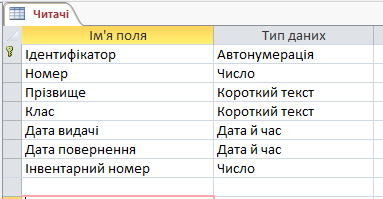 Читачі
Ім'я поля Тип даних
Ідентифікатор Автонумерація
Номер Число
Прізвище Короткий текст
Клас Короткий текст
Дата видачі Дата й час
Дата повернення Дата й час
Інвентарний номер Число